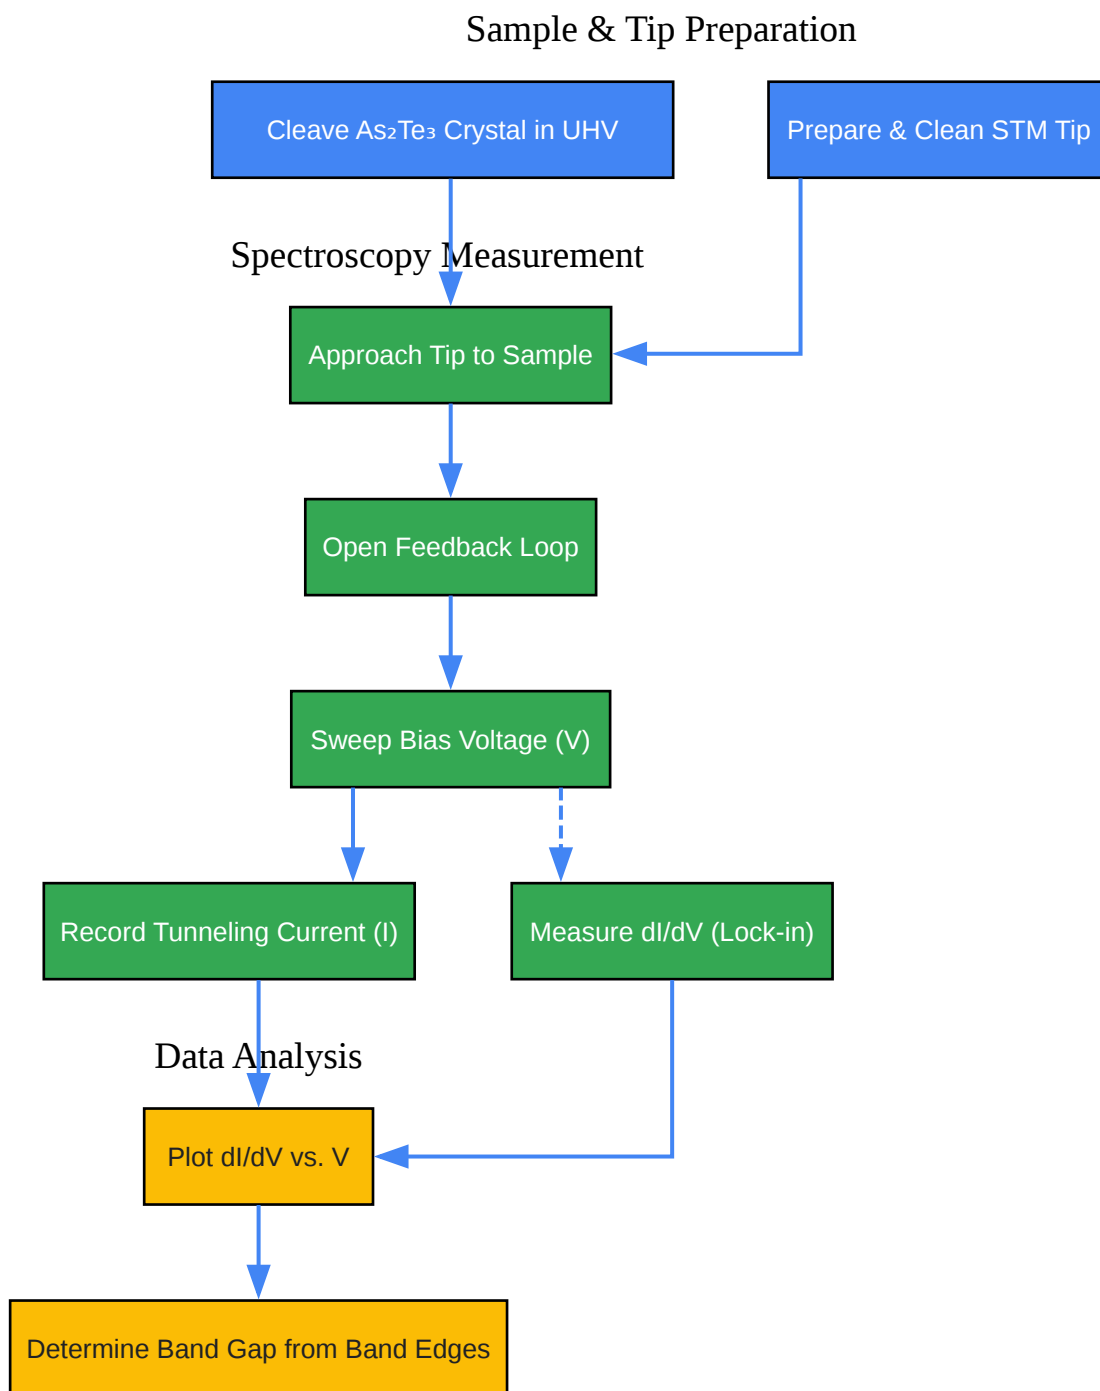 Sample & Tip Preparation
Cleave As₂Te₃ Crystal in UHV
Prepare & Clean STM Tip
Spectroscopy Measurement
Approach Tip to Sample
Open Feedback Loop
Sweep Bias Voltage (V)
Record Tunneling Current (I)
Measure dI/dV (Lock-in)
Data Analysis
Plot dI/dV vs. V
Determine Band Gap from Band Edges